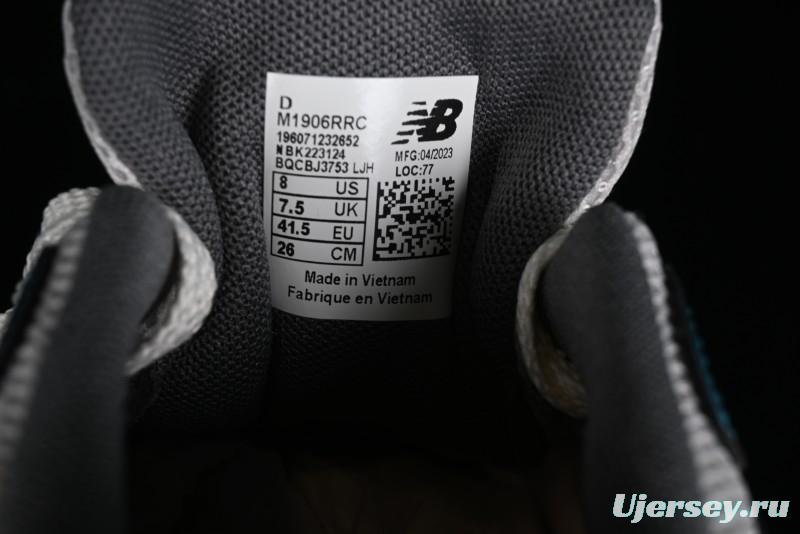 D
M1906RRC
196071232652
NBK223124
BQCBJ3753 LJH
NB
MFG:04/2023
LOC:77
8 US
7.5 UK
41.5 EU
26 CM
Made in Vietnam
Fabrique en Vietnam
Ujersey.ru